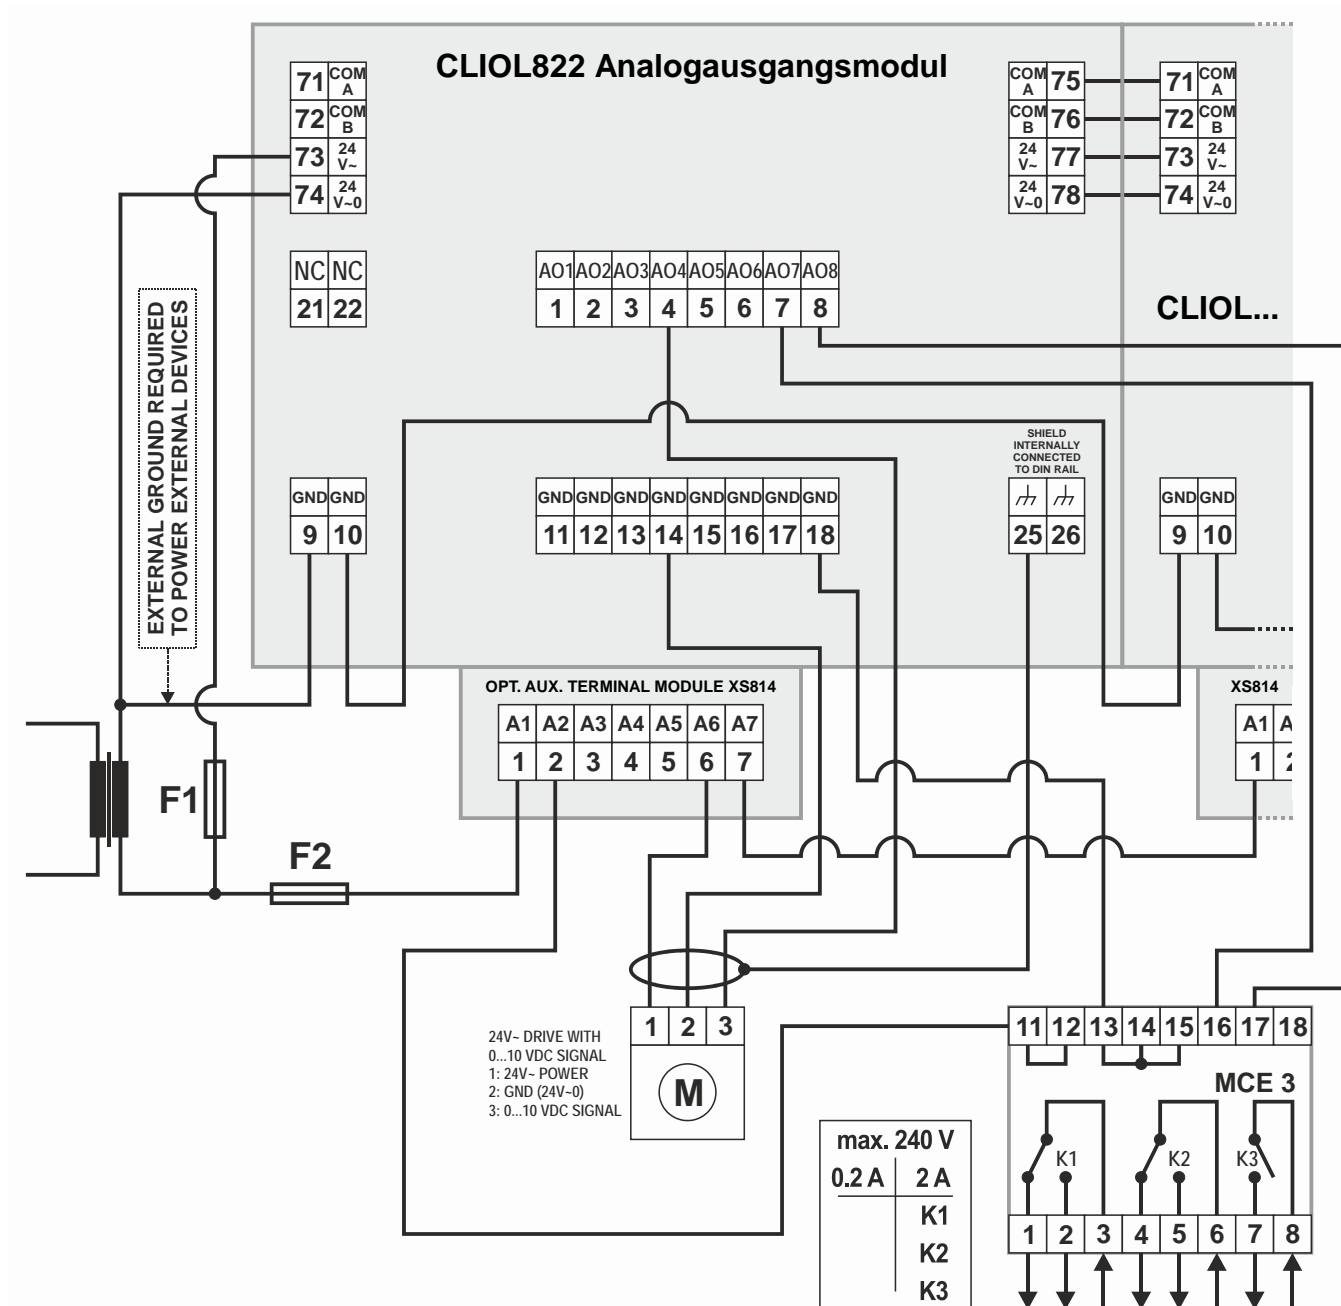 CLIOL822 Analogausgangsmodul
71 COM A
72 COM B
73 24 V~
74 24 V~0
COM A 75
COM B 76
24 V~ 77
24 V~0 78
71 COM A
72 COM B
73 24 V~
74 24 V~0
NC NC
21 22
AO1 AO2 AO3 AO4 AO5 AO6 AO7 AO8
1 2 3 4 5 6 7 8
CLIOL...
EXTERNAL GROUND REQUIRED
TO POWER EXTERNAL DEVICES
SHIELD
INTERNALLY
CONNECTED
TO DIN RAIL
GND GND
9 10
GND GND GND GND GND GND GND GND
11 12 13 14 15 16 17 18
25 26
GND GND
9 10
OPT. AUX. TERMINAL MODULE XS814
A1 A2 A3 A4 A5 A6 A7
1 2 3 4 5 6 7
XS814
A1 A
1 2
F1
F2
1 2 3
M
24V~ DRIVE WITH
0...10 VDC SIGNAL
1: 24V~ POWER
2: GND (24V~0)
3: 0...10 VDC SIGNAL
11 12 13 14 15 16 17 18
MCE 3
K1 K2 K3
1 2 3 4 5 6 7 8
max. 240 V
0.2 A 2 A
K1
K2
K3